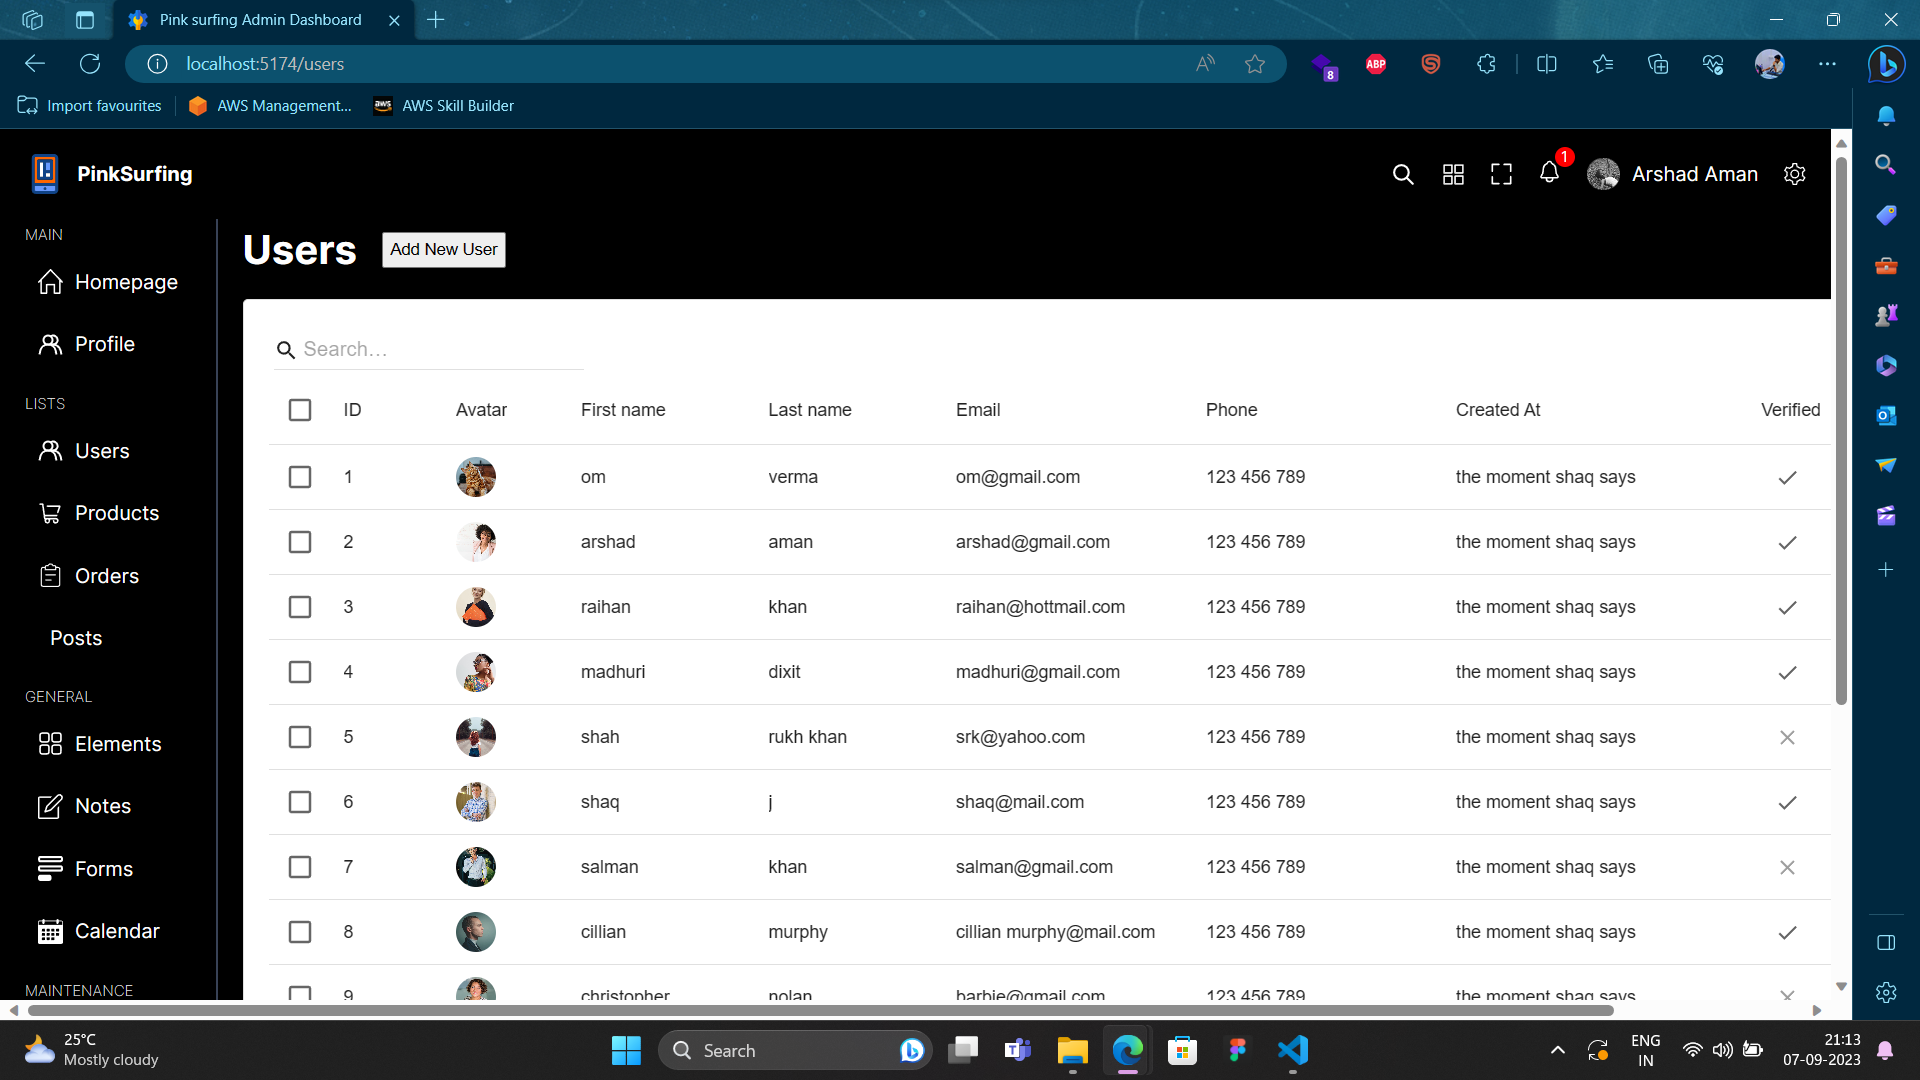 Pink surfing Admin Dashboard
localhost:5174/users
8
ABP
Import favourites
AWS Management...
aws
AWS Skill Builder
PinkSurfing
1
Arshad Aman
MAIN
Homepage
Profile
LISTS
Users
Products
Orders
Posts
GENERAL
Elements
Notes
Forms
Calendar
MAINTENANCE
Users
Add New User
Search…
ID Avatar First name Last name Email Phone Created At Verified
1 om verma om@gmail.com 123 456 789 the moment shaq says
2 arshad aman arshad@gmail.com 123 456 789 the moment shaq says
3 raihan khan raihan@hottmail.com 123 456 789 the moment shaq says
4 madhuri dixit madhuri@gmail.com 123 456 789 the moment shaq says
5 shah rukh khan srk@yahoo.com 123 456 789 the moment shaq says
6 shaq j shaq@mail.com 123 456 789 the moment shaq says
7 salman khan salman@gmail.com 123 456 789 the moment shaq says
8 cillian murphy cillian murphy@mail.com 123 456 789 the moment shaq says
9 christopher nolan barbie@gmail.com 123 456 789 the moment shaq says
25°C
Mostly cloudy
Search
ENG
IN
21:13
07-09-2023